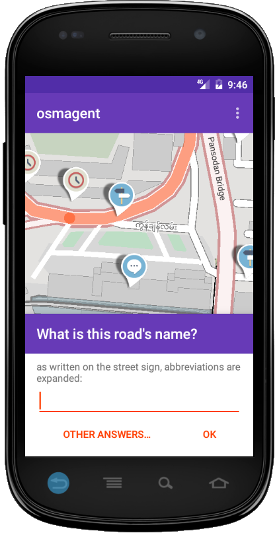 4G
9:46
osmagent
Pansodan Bridge
What is this road's name?
as written on the street sign, abbreviations are
expanded:
OTHER ANSWERS...
OK